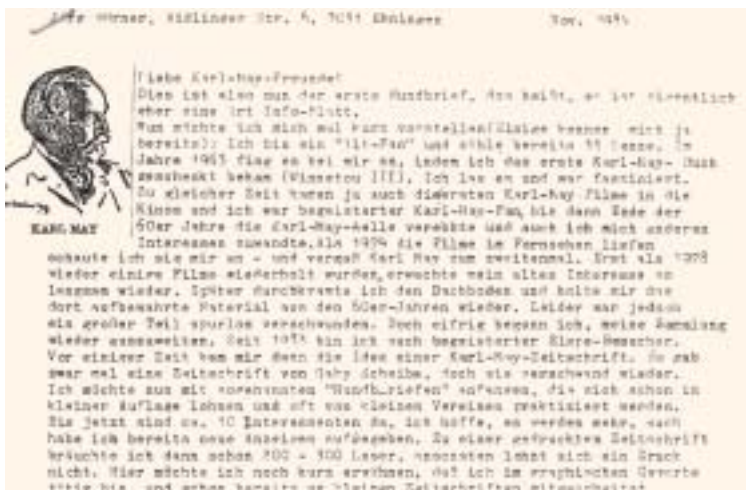 Str. 6, Ehningen Nov.
Liebe Karl-May-Freunde!
Dies ist also nun der erste Rundbrief, das heißt, er ist eigentlich
eher eine Art Info-Blatt.
Nun möchte ich mich mal kurz vorstellen(Einige kennen mich ja
bereits): Ich bin ein "Alt-Fan" und zähle bereits Lenze. Im
Jahre 1963 fing es bei mir an, indem ich das erste Karl-May- Buch
geschenkt bekam (Winnetou III). Ich las es und war fasziniert.
Zu gleicher Zeit kamen ja auch die Karl-May Filme in die
Kinos und ich war begeisterter Karl-May-Fan, bis dann Ende der
KARL MAY
60er Jahre die Karl-May-Welle verebbte und auch ich mich anderen
Interessen zuwandte. Als 1974 die Filme im Fernsehen liefen
schaute ich sie mir an - und vergaß Karl May zum zweitenmal. Erst als 1978
wieder einige Filme wiederholt wurden, erwachte mein altes Interesse so
langsam wieder. Später durchkramte ich den Dachboden und holte mir das
dort aufbewahrte Material aus den 60er-Jahren wieder. Leider war jedoch
ein großer Teil spurlos verschwunden. Doch eifrig begann ich, meine Sammlung
wieder auszuweiten. Seit bin ich auch begeisterter Besucher.
Vor einiger Zeit kam mir dann die Idee einer Karl-May-Zeitschrift. Es gab
zwar mal eine Zeitschrift von Gaby Scheibe, doch sie verschwand wieder.
Ich möchte nun mit sogenannten "Rundbriefen" anfangen, die sich schon in
kleiner Auflage lohnen und oft von kleinen Vereinen praktiziert werden.
Bis jetzt sind ca. 10 Interessenten da, ich hoffe, es werden mehr, auch
habe ich bereits neue Anzeigen aufgegeben. Zu einer gedruckten Zeitschrift
bräuchte ich dann schon 200 - 300 Leser, ansonsten lohnt sich ein Druck
nicht. Hier möchte ich noch kurz erwähnen, daß ich im graphischen Gewerbe
tätig bin und schon bereits an kleinen Zeitschriften mitgearbeitet